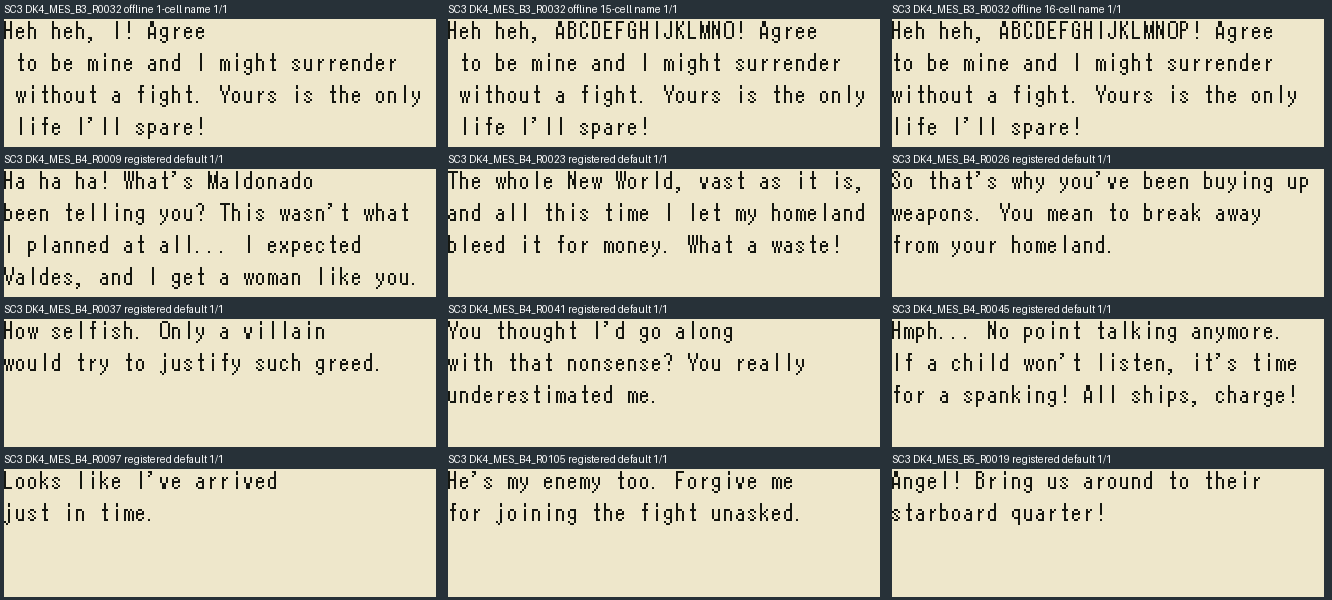 SC3 DK4_MES_B3_R0032 offline 1-cell name 1/1
Heh heh, I! Agree
to be mine and I might surrender
without a fight. Yours is the only
life I'll spare!
SC3 DK4_MES_B3_R0032 offline 15-cell name 1/1
Heh heh, ABCDEFGHIJKLMNO! Agree
to be mine and I might surrender
without a fight. Yours is the only
life I'll spare!
SC3 DK4_MES_B3_R0032 offline 16-cell name 1/1
Heh heh, ABCDEFGHIJKLMNOP! Agree
to be mine and I might surrender
without a fight. Yours is the only
life I'll spare!
SC3 DK4_MES_B4_R0009 registered default 1/1
Ha ha ha! What's Maldonado
been telling you? This wasn't what
I planned at all... I expected
Valdes, and I get a woman like you.
SC3 DK4_MES_B4_R0023 registered default 1/1
The whole New World, vast as it is,
and all this time I let my homeland
bleed it for money. What a waste!
SC3 DK4_MES_B4_R0026 registered default 1/1
So that's why you've been buying up
weapons. You mean to break away
from your homeland.
SC3 DK4_MES_B4_R0037 registered default 1/1
How selfish. Only a villain
would try to justify such greed.
SC3 DK4_MES_B4_R0041 registered default 1/1
You thought I'd go along
with that nonsense? You really
underestimated me.
SC3 DK4_MES_B4_R0045 registered default 1/1
Hmph... No point talking anymore.
If a child won't listen, it's time
for a spanking! All ships, charge!
SC3 DK4_MES_B4_R0097 registered default 1/1
Looks like I've arrived
just in time.
SC3 DK4_MES_B4_R0105 registered default 1/1
He's my enemy too. Forgive me
for joining the fight unasked.
SC3 DK4_MES_B5_R0019 registered default 1/1
Angel! Bring us around to their
starboard quarter!